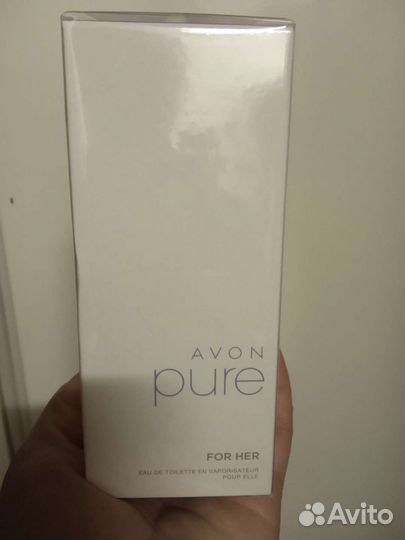 AVON
pure
FOR HER
EAU DE TOILETTE EN VAPORISATEUR
POUR ELLE
Avito